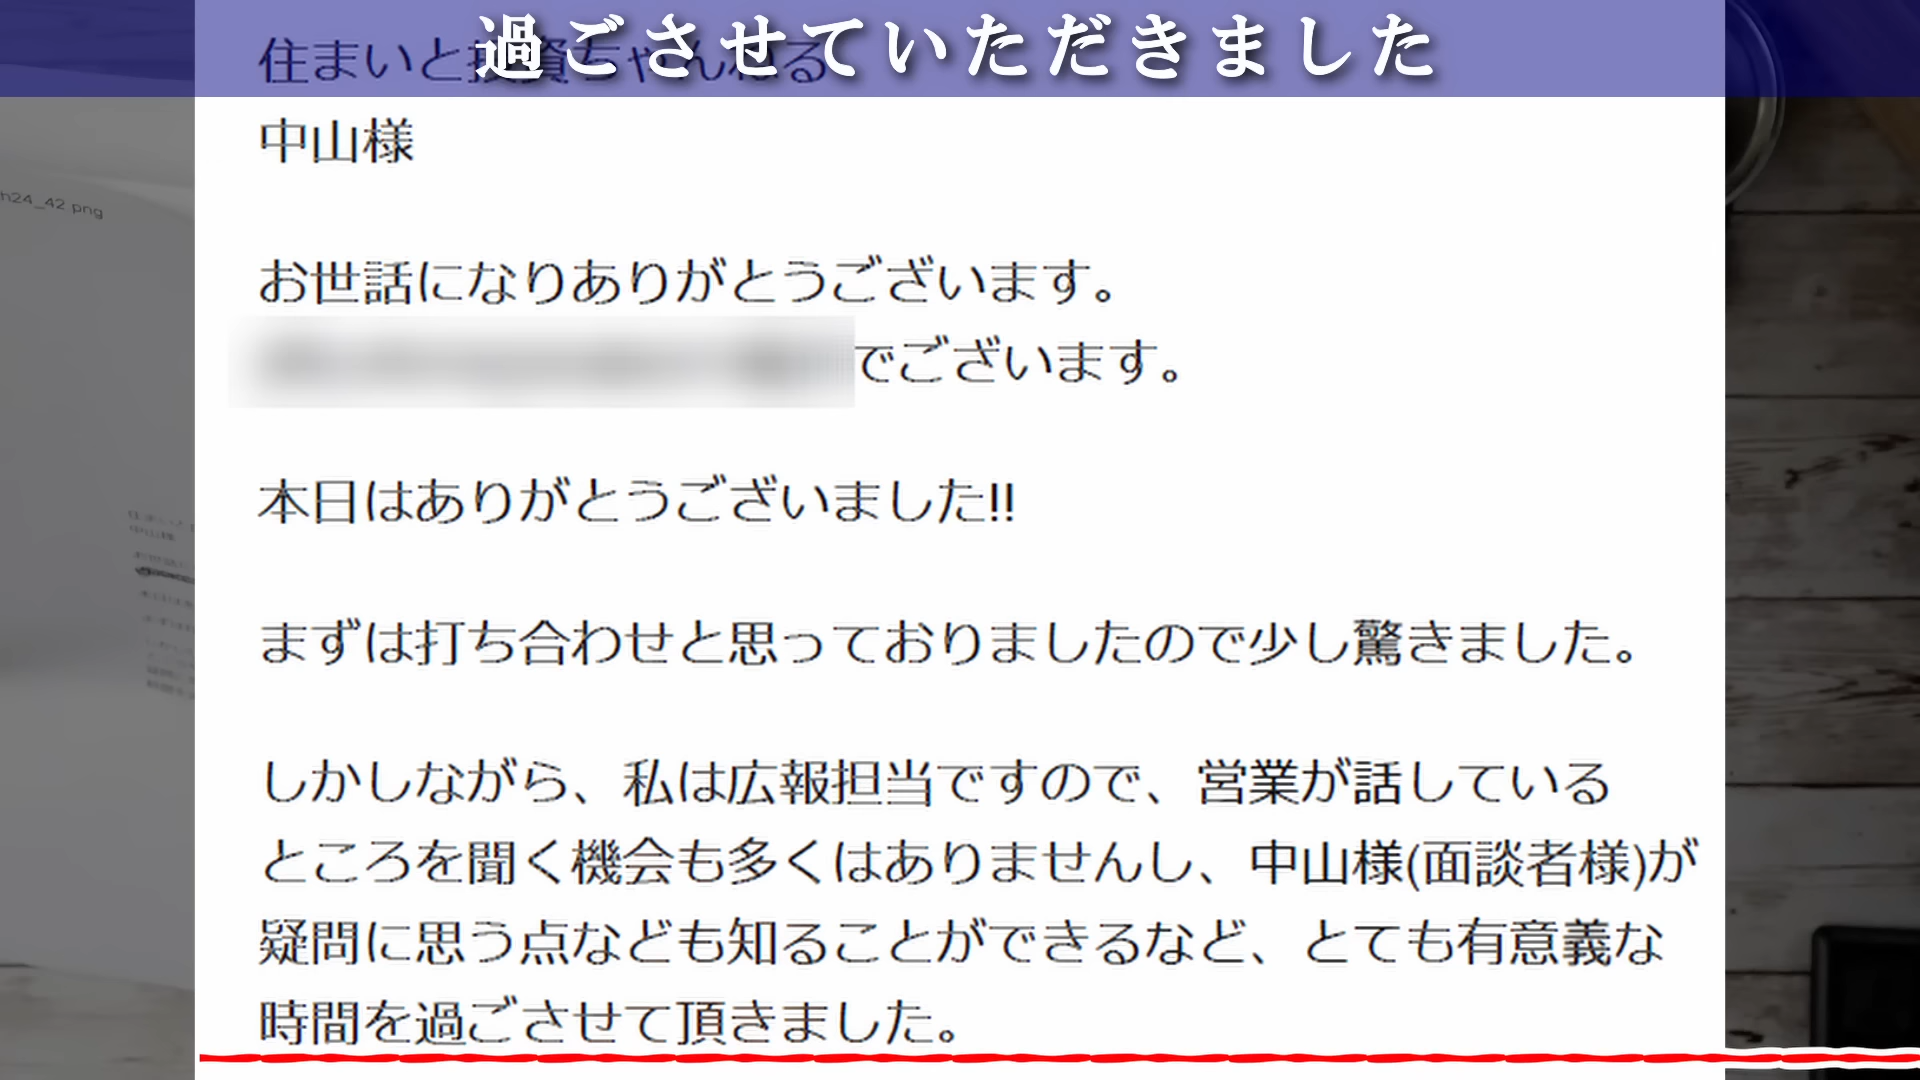 過ごさせていただきました
住まいと投資ちゃんねる
中山様
お世話になりありがとうございます。
でございます。
本日はありがとうございました!!
まずは打ち合わせと思っておりましたので少し驚きました。
しかしながら、私は広報担当ですので、営業が話している
ところを聞く機会も多くはありませんし、中山様(面談者様)が
疑問に思う点なども知ることができるなど、とても有意義な
時間を過ごさせて頂きました。
h24_42 png